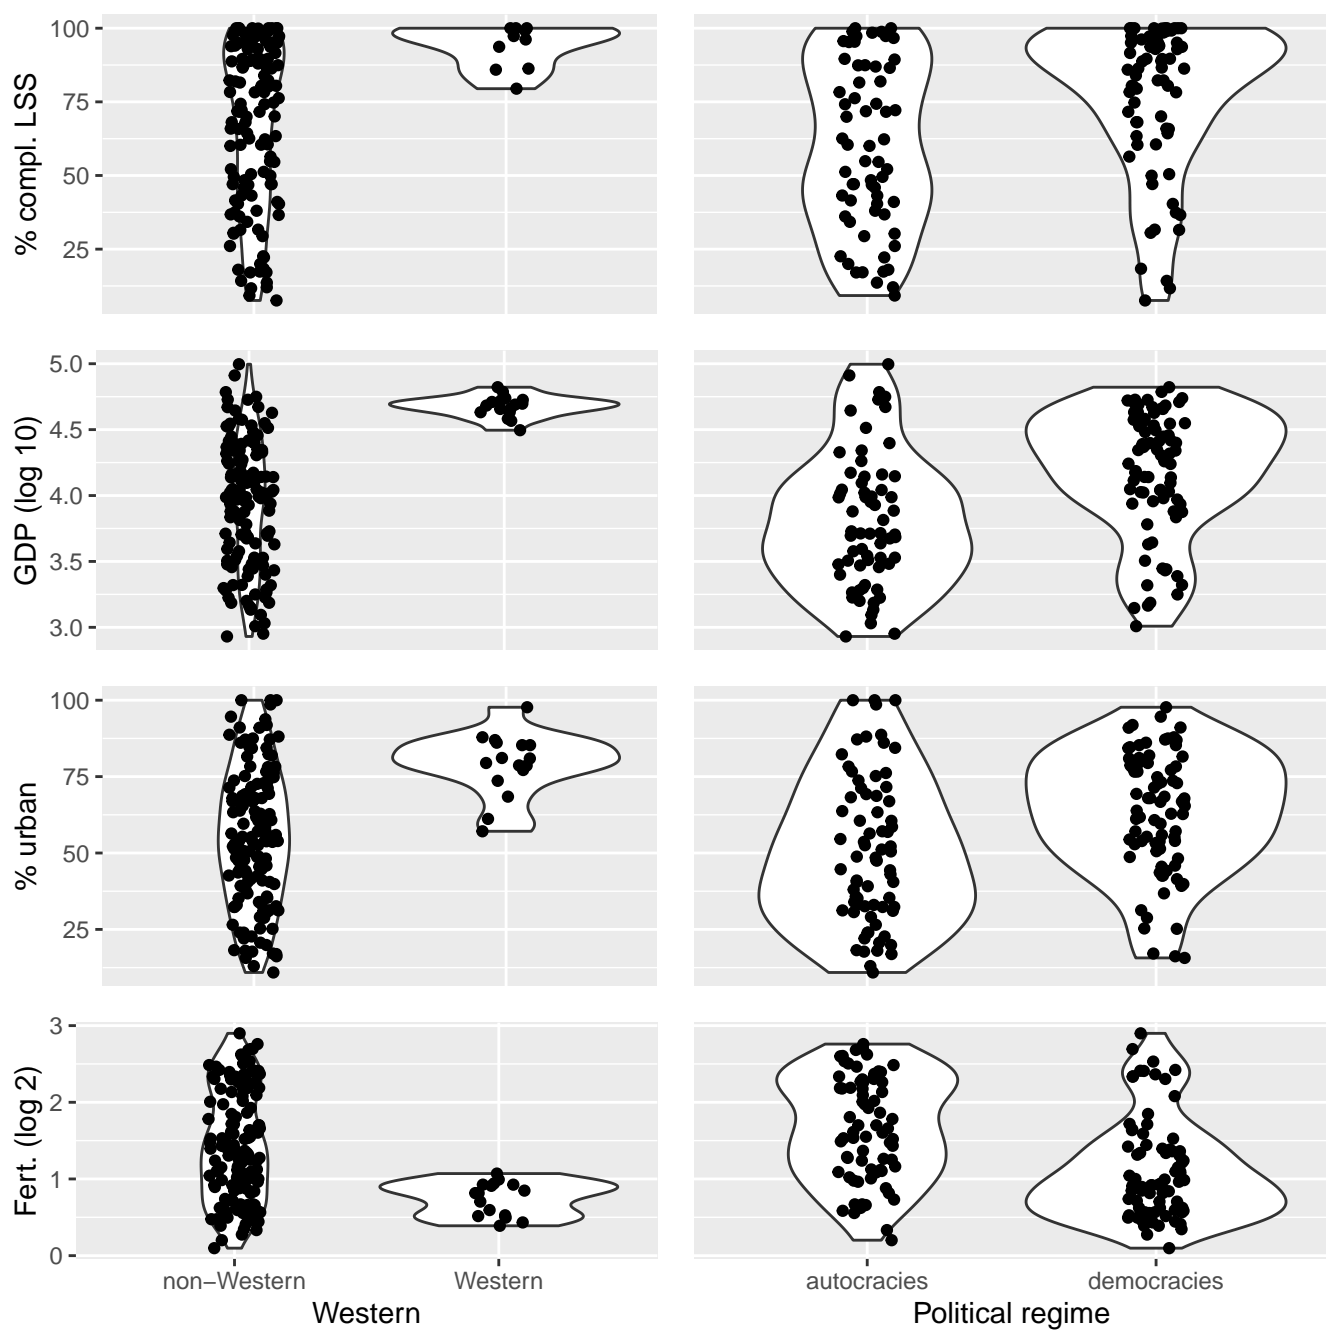 % compl. LSS
100
75
50
25
GDP (log 10)
5.0
4.5
4.0
3.5
3.0
% urban
100
75
50
25
Fert. (log 2)
3
2
1
0
non−Western Western autocracies democracies
Western Political regime